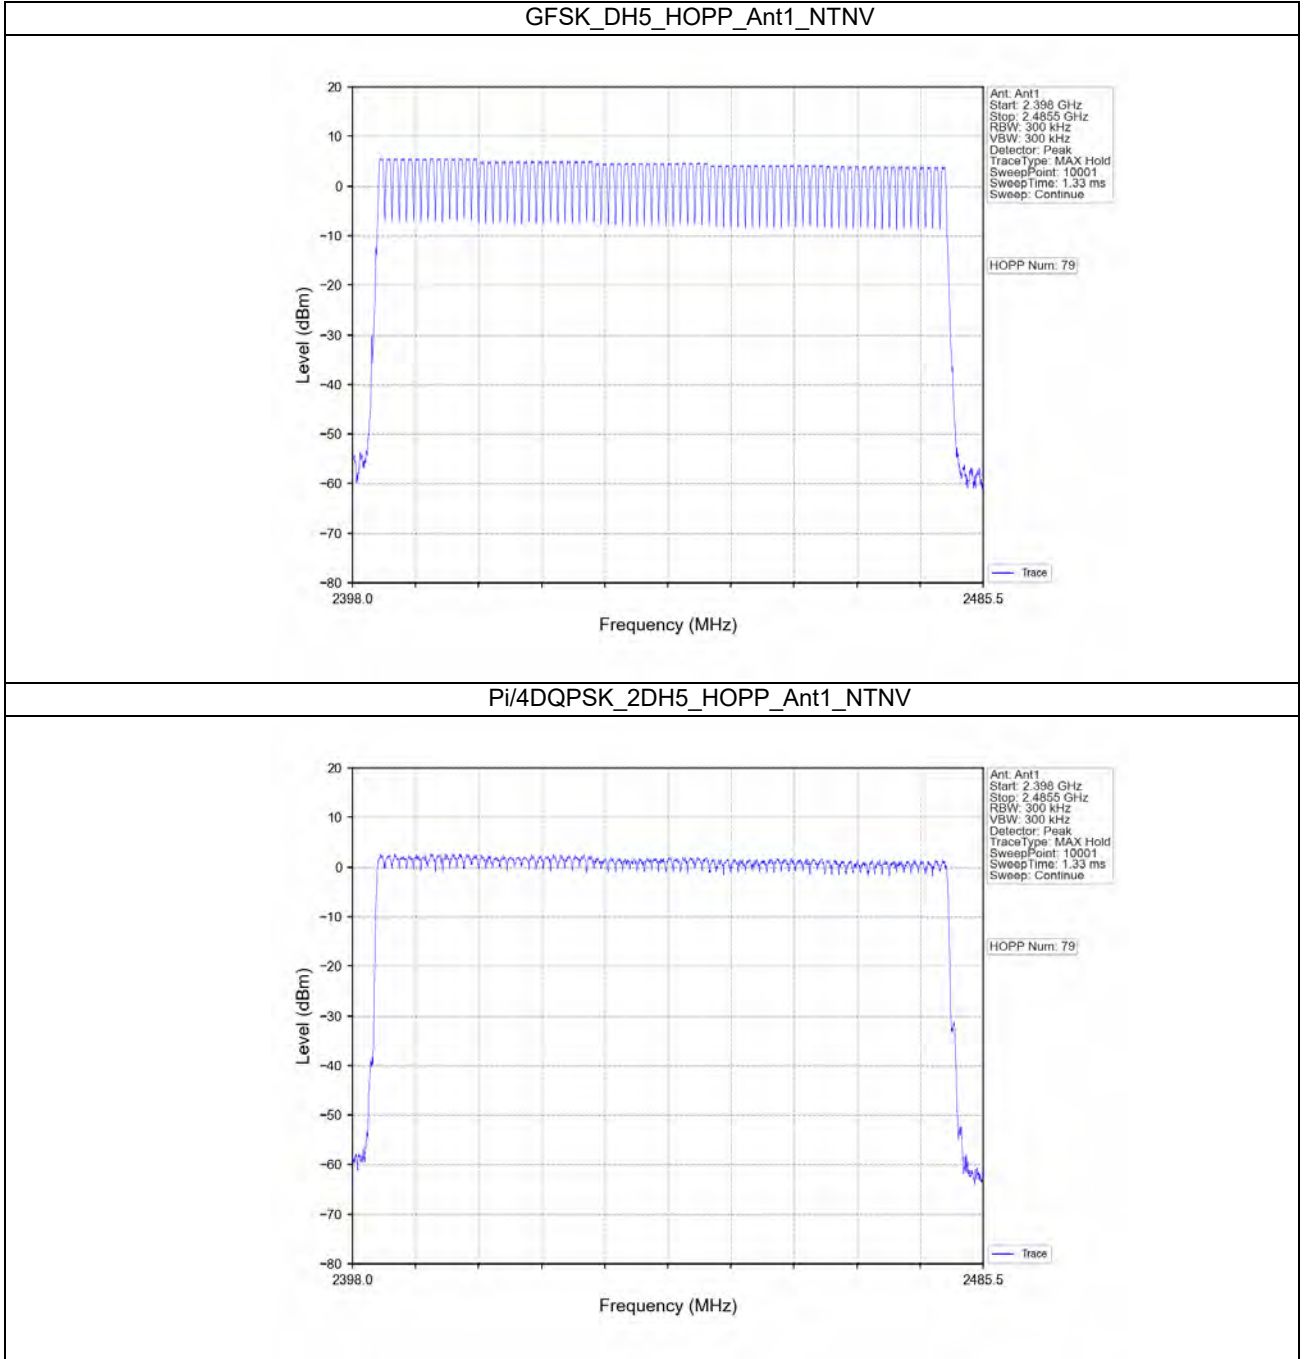 GFSK_DH5_HOPP_Ant1_NTNV
20
10
0
−10
−20
−30
−40
−50
−60
−70
−80
Level (dBm)
2398.0
2485.5
Frequency (MHz)
Ant: Ant1
Start: 2.398 GHz
Stop: 2.4855 GHz
RBW: 300 kHz
VBW: 300 kHz
Detector: Peak
TraceType: MAX Hold
SweepPoint: 10001
SweepTime: 1.33 ms
Sweep: Continue
HOPP Num: 79
Trace
Pi/4DQPSK_2DH5_HOPP_Ant1_NTNV
20
10
0
−10
−20
−30
−40
−50
−60
−70
−80
Level (dBm)
2398.0
2485.5
Frequency (MHz)
Ant: Ant1
Start: 2.398 GHz
Stop: 2.4855 GHz
RBW: 300 kHz
VBW: 300 kHz
Detector: Peak
TraceType: MAX Hold
SweepPoint: 10001
SweepTime: 1.33 ms
Sweep: Continue
HOPP Num: 79
Trace